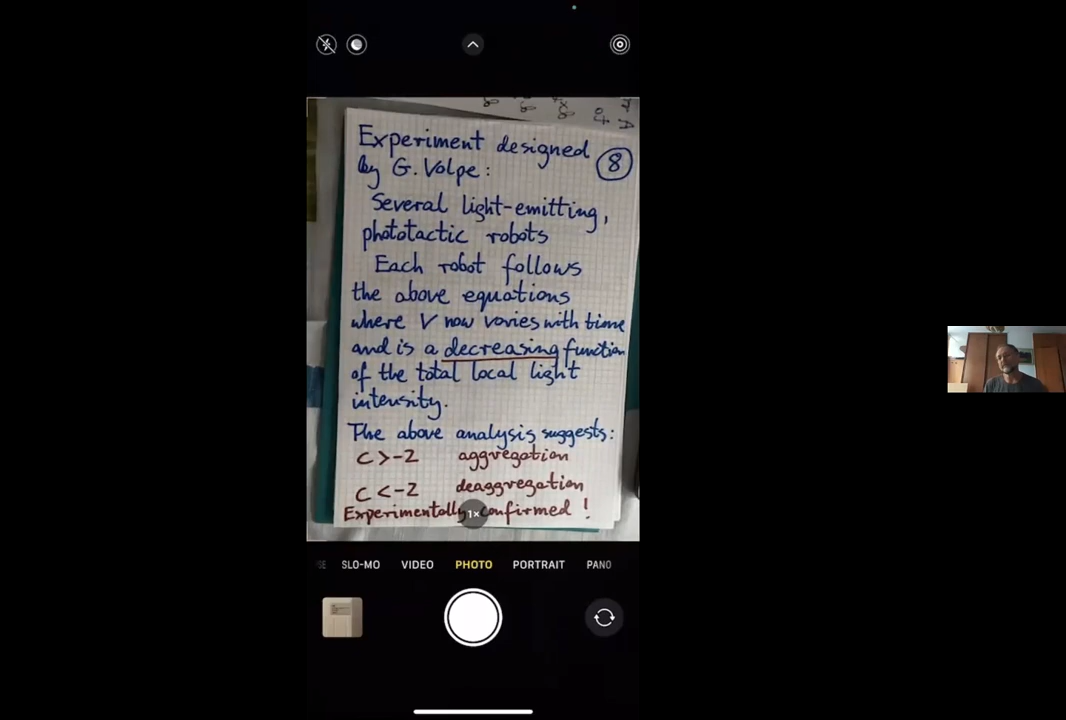 Experiment designed
by G. Volpe:
8
Several light-emitting,
phototactic robots
Each robot follows
the above equations
where V now varies with time
and is a decreasing function
of the total local light
intensity.
The above analysis suggests:
C > -2 aggregation
C < -2 deaggregation
Experimentally confirmed !
1x
SLO-MO VIDEO PHOTO PORTRAIT PANO